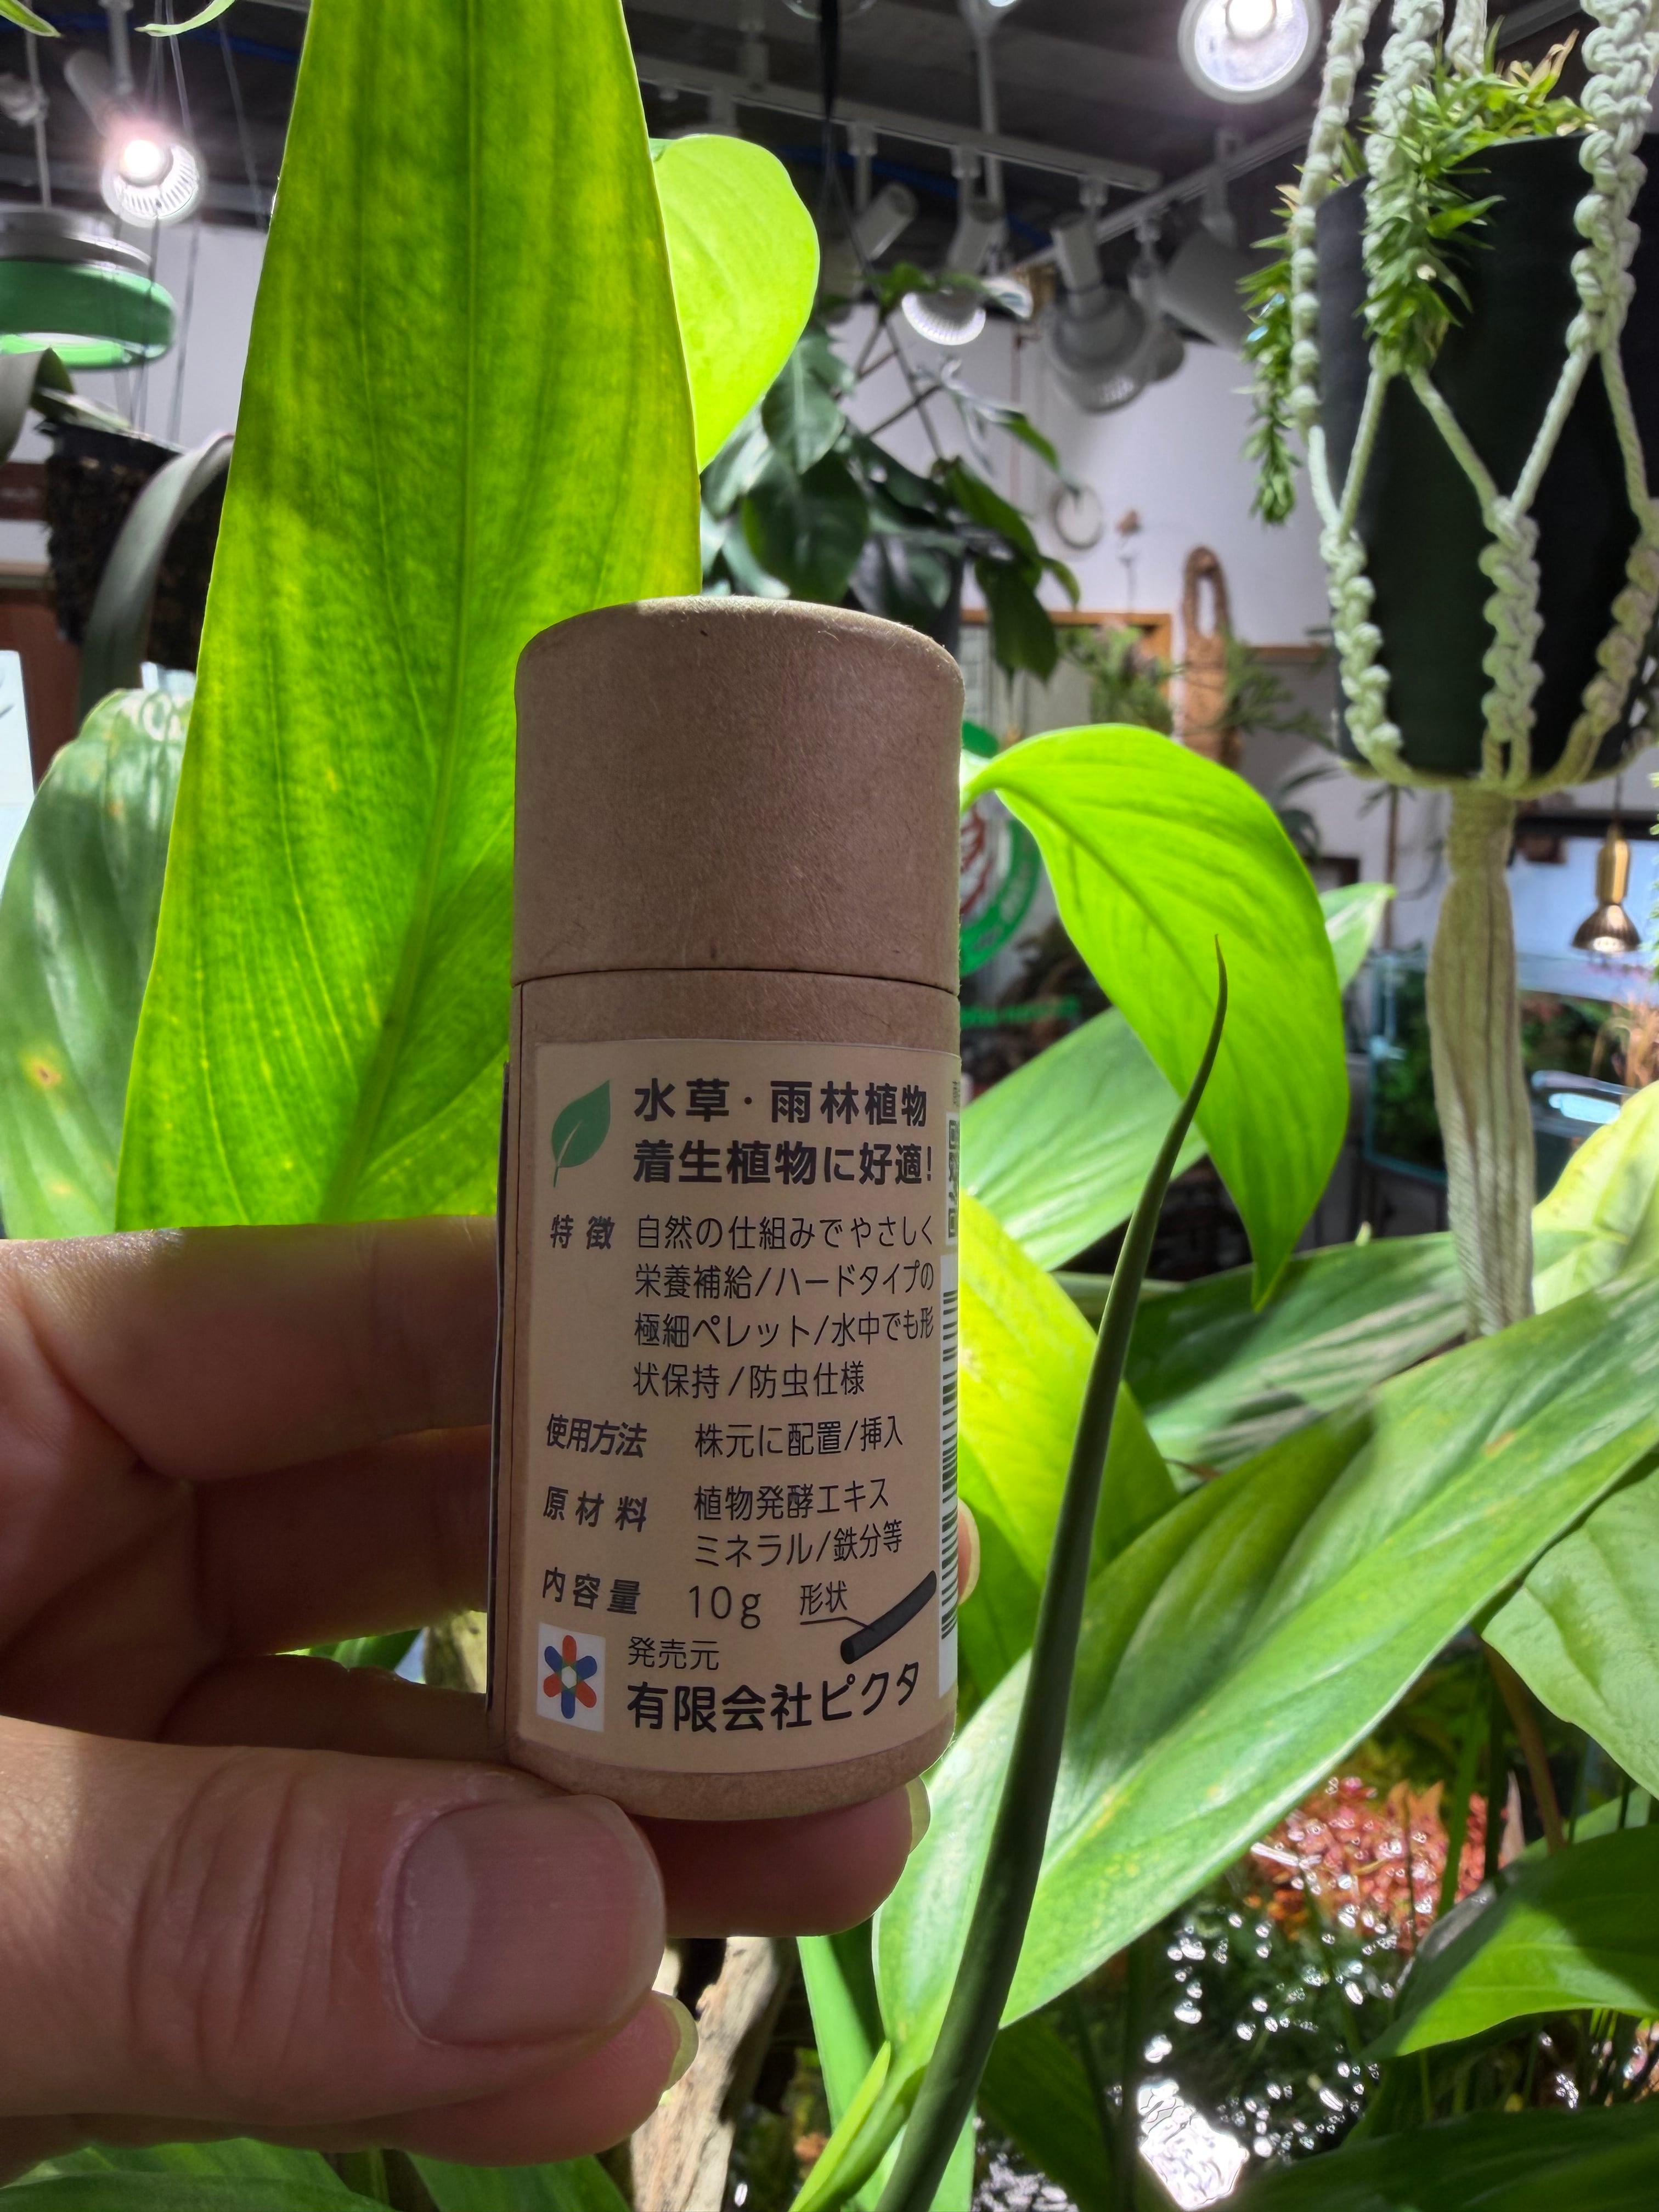 水草・雨林植物
着生植物に好適!
特徴 自然の仕組みでやさしく
栄養補給/ハードタイプの
極細ペレット/水中でも形
状保持/防虫仕様
使用方法 株元に配置/挿入
原材料 植物発酵エキス
ミネラル/鉄分等
内容量 10g 形状
発売元
有限会社ピクタ